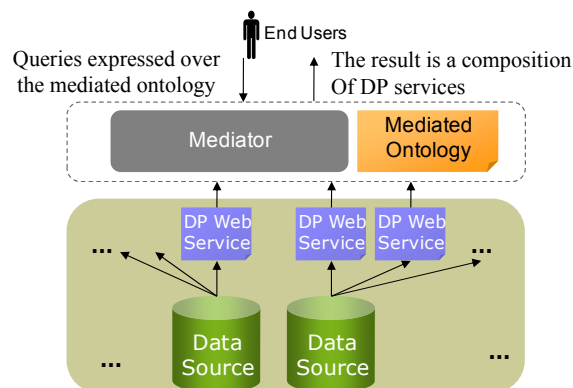 End Users
Queries expressed over
the mediated ontology
The result is a composition
Of DP services
Mediator
Mediated
Ontology
DP Web
Service
DP Web
Service
DP Web
Service
...
...
Data
Source
Data
Source
...
...